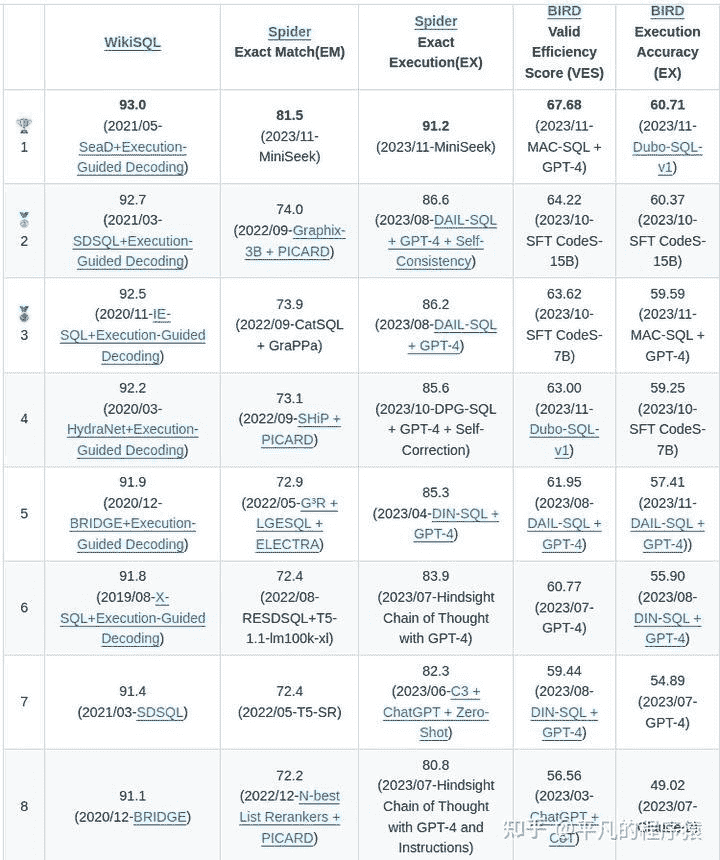 WikiSQL
Spider
Exact Match(EM)
Spider
Exact
Execution(EX)
BIRD
Valid
Efficiency
Score (VES)
BIRD
Execution
Accuracy
(EX)
1
93.0
(2021/05-
SeaD+Execution-
Guided Decoding)
81.5
(2023/11-
MiniSeek)
91.2
(2023/11-MiniSeek)
67.68
(2023/11-
MAC-SQL +
GPT-4)
60.71
(2023/11-
Dubo-SQL-
v1)
2
92.7
(2021/03-
SDSQL+Execution-
Guided Decoding)
74.0
(2022/09-Graphix-
3B + PICARD)
86.6
(2023/08-DAIL-SQL
+ GPT-4 + Self-
Consistency)
64.22
(2023/10-
SFT CodeS-
15B)
60.37
(2023/10-
SFT CodeS-
15B)
3
92.5
(2020/11-IE-
SQL+Execution-Guided
Decoding)
73.9
(2022/09-CatSQL
+ GraPPa)
86.2
(2023/08-DAIL-SQL
+ GPT-4)
63.62
(2023/10-
SFT CodeS-
7B)
59.59
(2023/11-
MAC-SQL +
GPT-4)
4
92.2
(2020/03-
HydraNet+Execution-
Guided Decoding)
73.1
(2022/09-SHiP +
PICARD)
85.6
(2023/10-DPG-SQL
+ GPT-4 + Self-
Correction)
63.00
(2023/11-
Dubo-SQL-
v1)
59.25
(2023/10-
SFT CodeS-
7B)
5
91.9
(2020/12-
BRIDGE+Execution-
Guided Decoding)
72.9
(2022/05-G³R +
LGESQL +
ELECTRA)
85.3
(2023/04-DIN-SQL +
GPT-4)
61.95
(2023/08-
DAIL-SQL +
GPT-4)
57.41
(2023/11-
DAIL-SQL +
GPT-4))
6
91.8
(2019/08-X-
SQL+Execution-Guided
Decoding)
72.4
(2022/08-
RESDSQL+T5-
1.1-lm100k-xl)
83.9
(2023/07-Hindsight
Chain of Thought
with GPT-4)
60.77
(2023/07-
GPT-4)
55.90
(2023/08-
DIN-SQL +
GPT-4)
7
91.4
(2021/03-SDSQL)
72.4
(2022/05-T5-SR)
82.3
(2023/06-C3 +
ChatGPT + Zero-
Shot)
59.44
(2023/08-
DIN-SQL +
GPT-4)
54.89
(2023/07-
GPT-4)
8
91.1
(2020/12-BRIDGE)
72.2
(2022/12-N-best
List Rerankers +
PICARD)
80.8
(2023/07-Hindsight
Chain of Thought
with GPT-4 and
Instructions)
56.56
(2023/03-
ChatGPT +
CoT)
49.02
(2023/07-
知乎 @平凡的程序猿